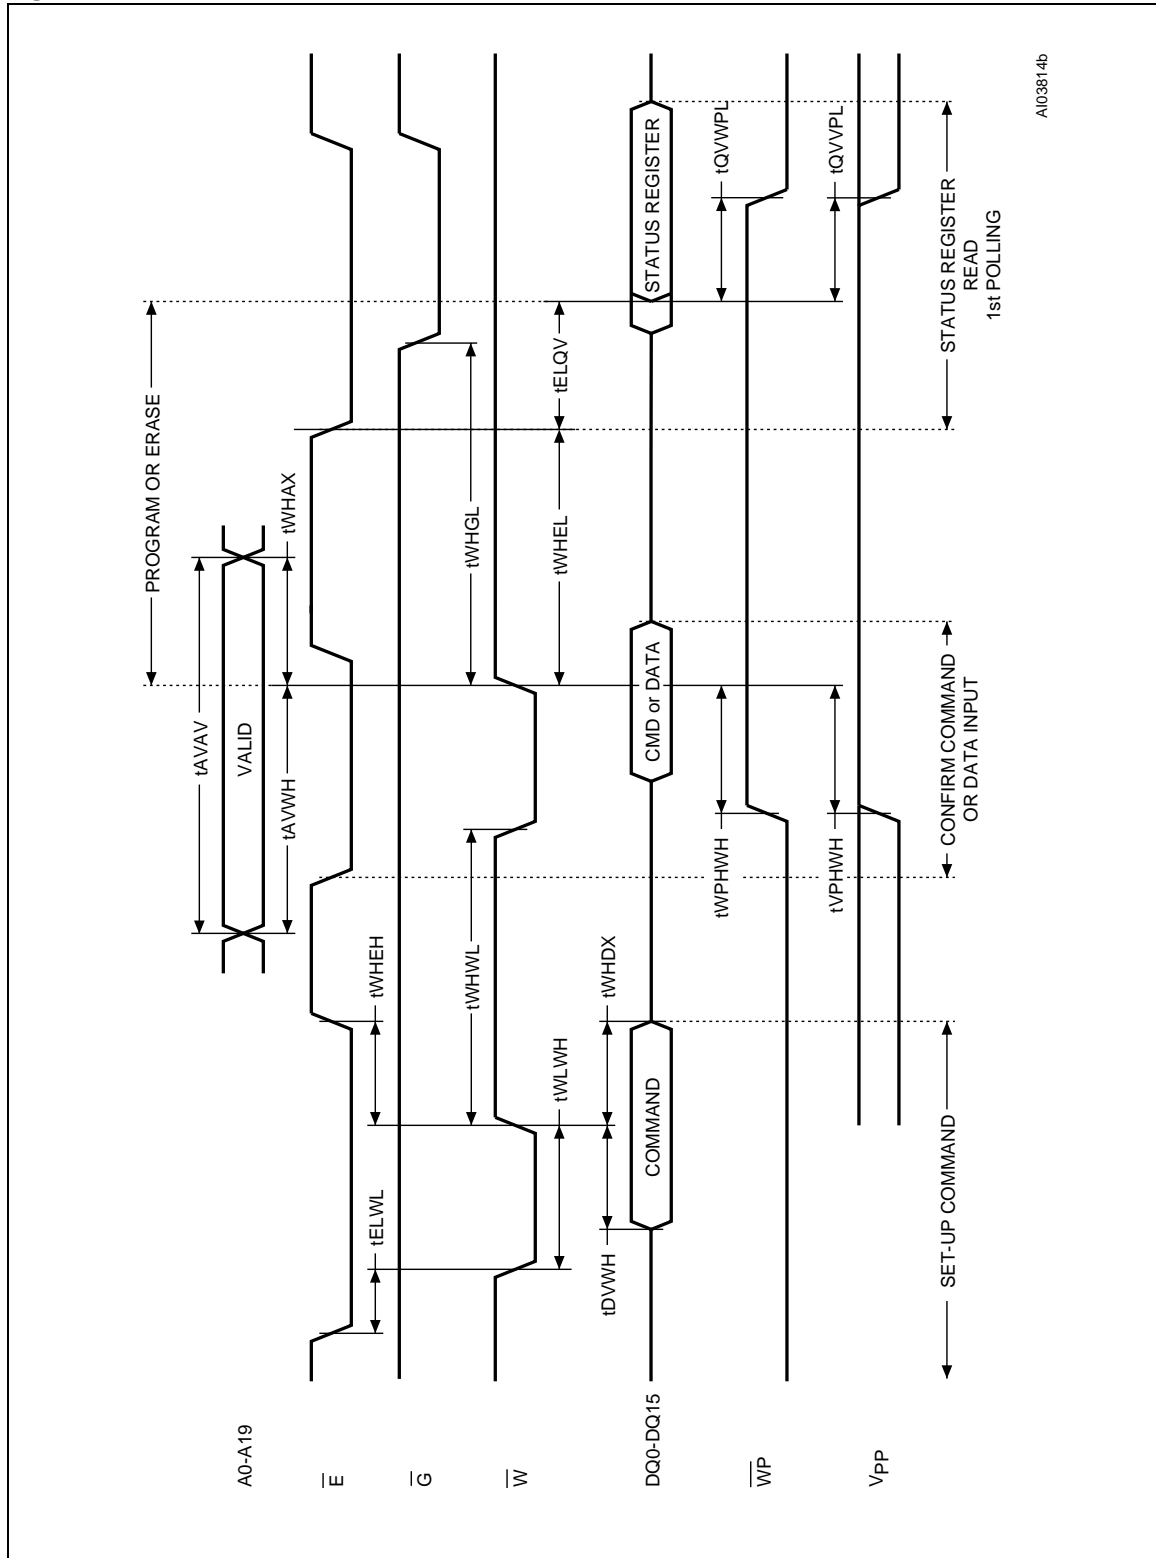 tAVAV
A0-A19
VALID
PROGRAM OR ERASE
tAVWH
tWHAX
E
tELWL
tWHEH
G
tWHWL
tWHGL
W
tWLWH
tWHEL
tELQV
tDVWH
tWHDX
DQ0-DQ15
COMMAND
CMD or DATA
STATUS REGISTER
tWPHWH
tQVWPL
WP
tVPHWH
tQVVPL
VPP
SET-UP COMMAND
CONFIRM COMMAND
OR DATA INPUT
STATUS REGISTER
READ
1st POLLING
AI03814b